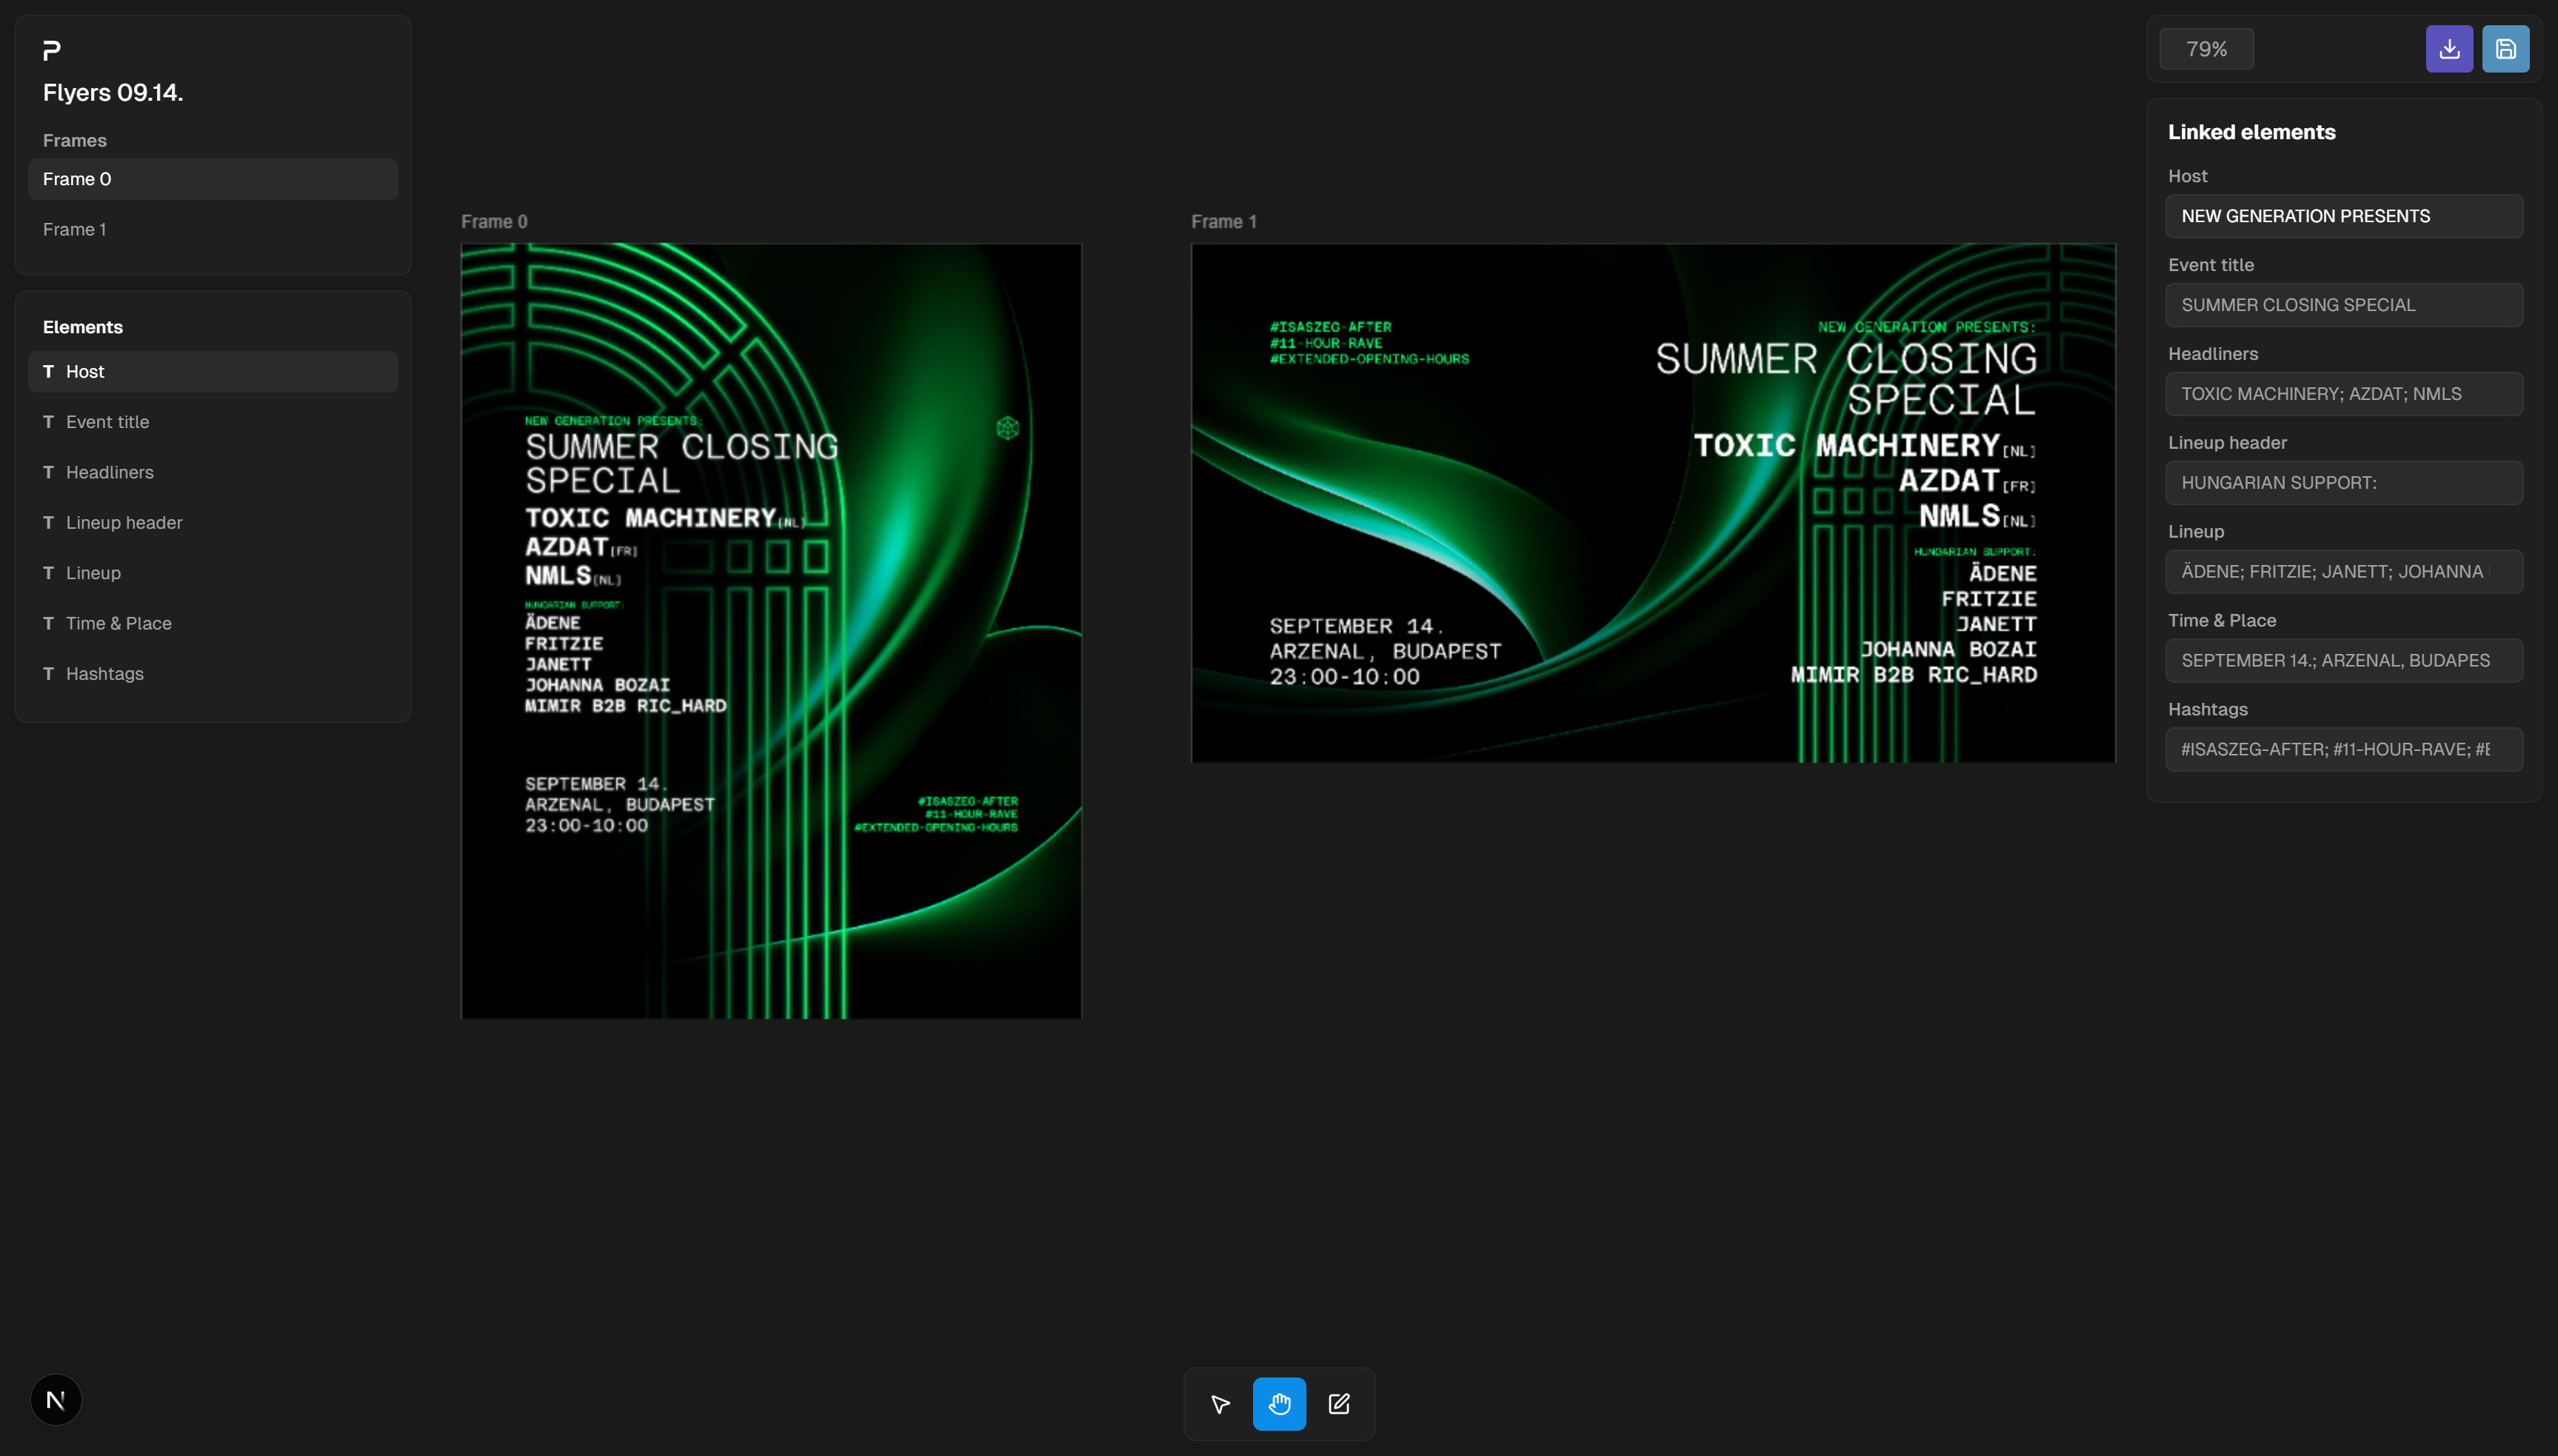 Flyers 09.14.
Frames
Frame 0
Frame 1
Elements
T Host
T Event title
T Headliners
T Lineup header
T Lineup
T Time & Place
T Hashtags
N
Frame 0
NEW GENERATION PRESENTS:
SUMMER CLOSING
SPECIAL
TOXIC MACHINERY[NL]
AZDAT[FR]
NMLS[NL]
HUNGARIAN SUPPORT:
ÄDENE
FRITZIE
JANETT
JOHANNA BOZAI
MIMIR B2B RIC_HARD
SEPTEMBER 14.
ARZENAL, BUDAPEST
23:00-10:00
#ISASZEG-AFTER
#11-HOUR-RAVE
#EXTENDED-OPENING-HOURS
Frame 1
#ISASZEG-AFTER
#11-HOUR-RAVE
#EXTENDED-OPENING-HOURS
SEPTEMBER 14.
ARZENAL, BUDAPEST
23:00-10:00
NEW GENERATION PRESENTS:
SUMMER CLOSING
SPECIAL
TOXIC MACHINERY[NL]
AZDAT[FR]
NMLS[NL]
HUNGARIAN SUPPORT:
ÄDENE
FRITZIE
JANETT
JOHANNA BOZAI
MIMIR B2B RIC_HARD
79%
Linked elements
Host
NEW GENERATION PRESENTS
Event title
SUMMER CLOSING SPECIAL
Headliners
TOXIC MACHINERY; AZDAT; NMLS
Lineup header
HUNGARIAN SUPPORT:
Lineup
ÄDENE; FRITZIE; JANETT; JOHANNA
Time & Place
SEPTEMBER 14.; ARZENAL, BUDAPES
Hashtags
#ISASZEG-AFTER; #11-HOUR-RAVE; #E